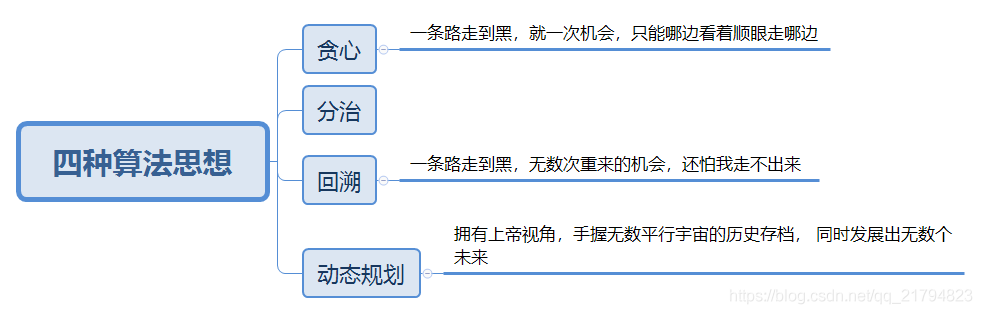 四种算法思想
贪心
一条路走到黑，就一次机会，只能哪边看着顺眼走哪边
分治
回溯
一条路走到黑，无数次重来的机会，还怕我走不出来
动态规划
拥有上帝视角，手握无数平行宇宙的历史存档， 同时发展出无数个
未来
https://blog.csdn.net/qq_21794823